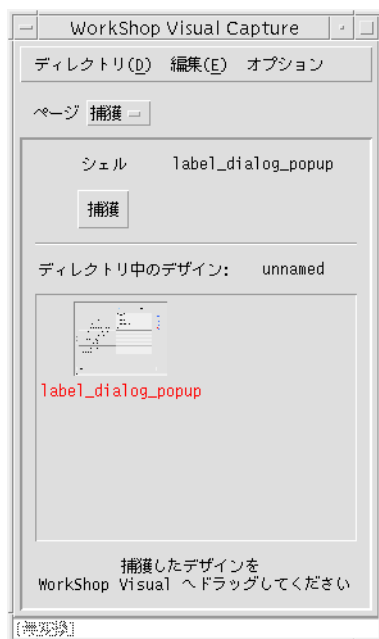 WorkShop Visual Capture
ディレクトリ(D) 編集(E) オプション
ページ 捕獲
シェル label_dialog_popup
捕獲
ディレクトリ中のデザイン: unnamed
label_dialog_popup
捕獲したデザインを
WorkShop Visual へドラッグしてください
[無変換]